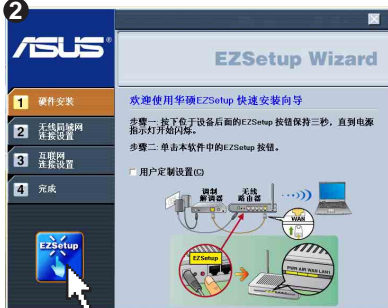 2
ASUS
EZSetup Wizard
1 硬件安装
2 无线局域网
连接设置
3 互联网
连接设置
4 完成
EZSetup
欢迎使用华硕EZSetup 快速安装向导
步骤一: 按下位于设备后面的EZSetup 按钮保持三秒，直到电源
指示灯开始闪烁。
步骤二: 单击本软件中的EZSetup 按钮。
用户定制设置(C)
调制
解调器
无线
路由器
WAN
EZSetup
PWR AIR WAN LAN1